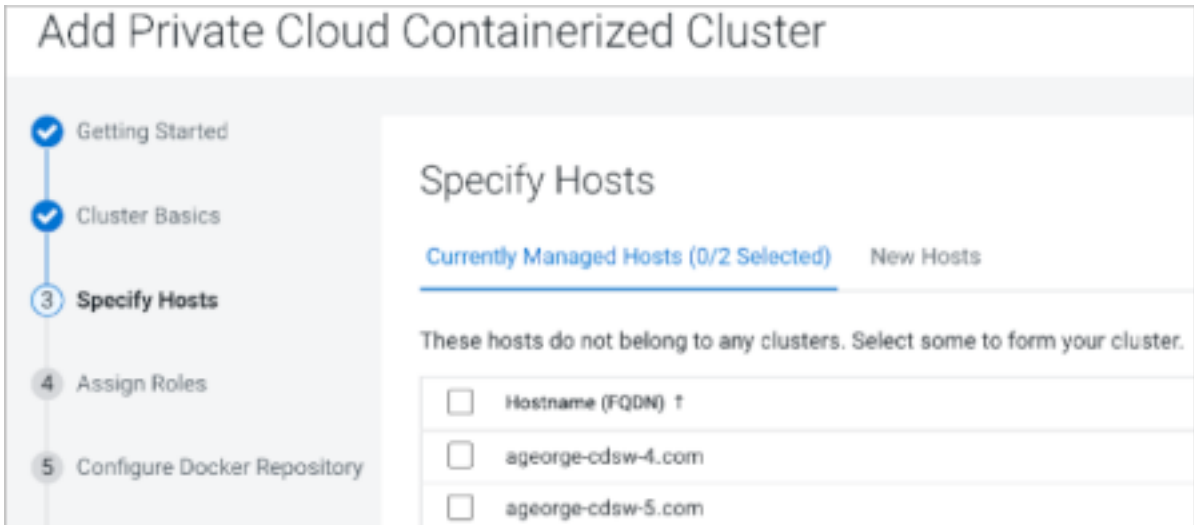 Add Private Cloud Containerized Cluster
Getting Started
Cluster Basics
3 Specify Hosts
4 Assign Roles
5 Configure Docker Repository
Specify Hosts
Currently Managed Hosts (0/2 Selected) New Hosts
These hosts do not belong to any clusters. Select some to form your cluster.
Hostname (FQDN) ↑
ageorge-cdsw-4.com
ageorge-cdsw-5.com